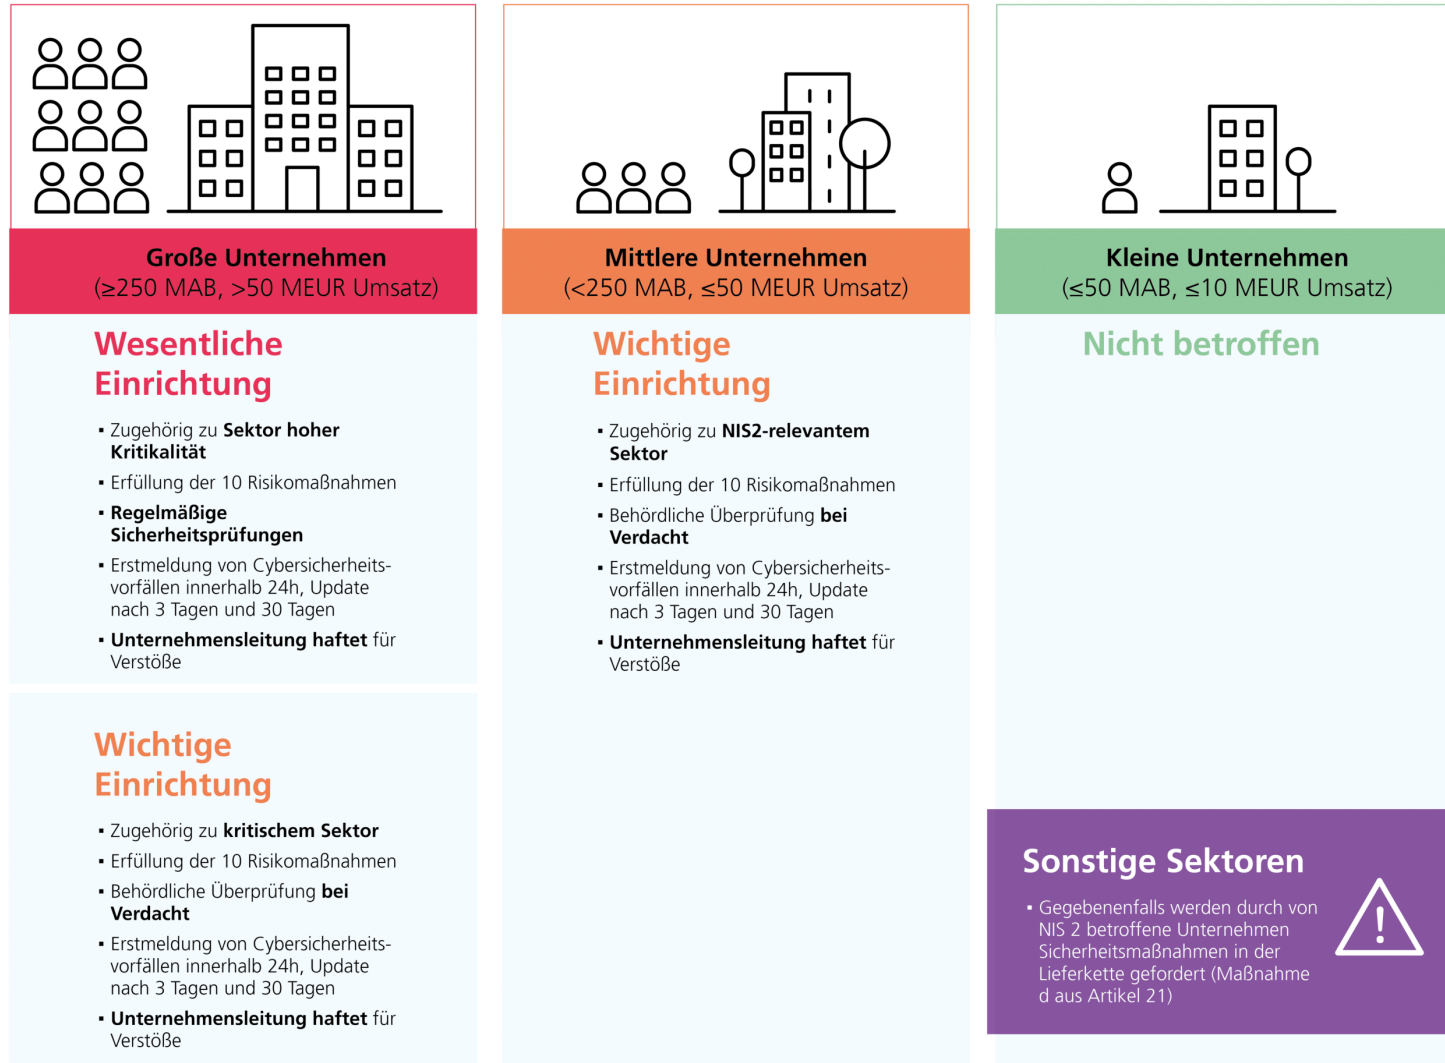 Große Unternehmen
(≥250 MAB, >50 MEUR Umsatz)
Wesentliche
Einrichtung
▪ Zugehörig zu Sektor hoher
Kritikalität
▪ Erfüllung der 10 Risikomaßnahmen
▪ Regelmäßige
Sicherheitsprüfungen
▪ Erstmeldung von Cybersicherheits-
vorfällen innerhalb 24h, Update
nach 3 Tagen und 30 Tagen
▪ Unternehmensleitung haftet für
Verstöße
Wichtige
Einrichtung
▪ Zugehörig zu kritischem Sektor
▪ Erfüllung der 10 Risikomaßnahmen
▪ Behördliche Überprüfung bei
Verdacht
▪ Erstmeldung von Cybersicherheits-
vorfällen innerhalb 24h, Update
nach 3 Tagen und 30 Tagen
▪ Unternehmensleitung haftet für
Verstöße
Mittlere Unternehmen
(<250 MAB, ≤50 MEUR Umsatz)
Wichtige
Einrichtung
▪ Zugehörig zu NIS2-relevantem
Sektor
▪ Erfüllung der 10 Risikomaßnahmen
▪ Behördliche Überprüfung bei
Verdacht
▪ Erstmeldung von Cybersicherheits-
vorfällen innerhalb 24h, Update
nach 3 Tagen und 30 Tagen
▪ Unternehmensleitung haftet für
Verstöße
Kleine Unternehmen
(≤50 MAB, ≤10 MEUR Umsatz)
Nicht betroffen
Sonstige Sektoren
▪ Gegebenenfalls werden durch von
NIS 2 betroffene Unternehmen
Sicherheitsmaßnahmen in der
Lieferkette gefordert (Maßnahme
d aus Artikel 21)